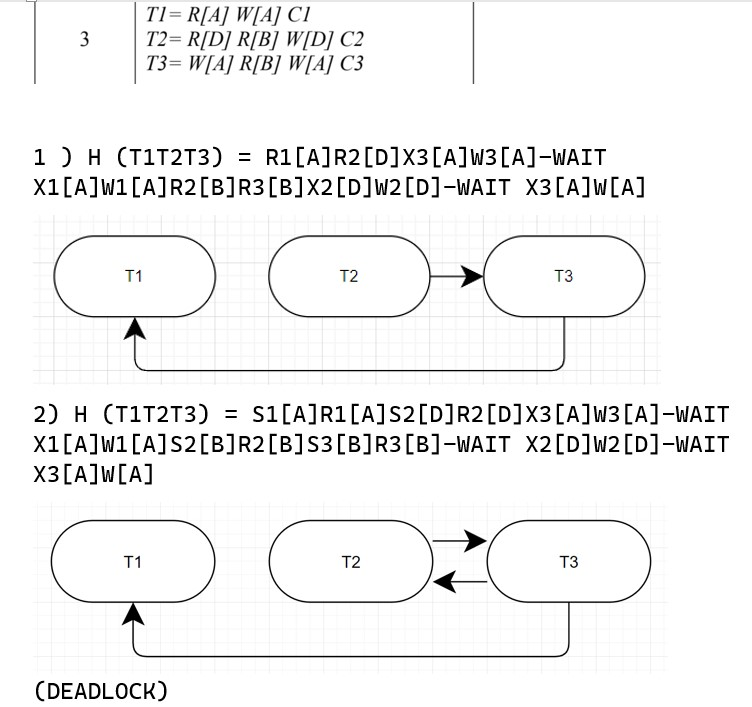 3
T1= R[A] W[A] C1
T2= R[D] R[B] W[D] C2
T3= W[A] R[B] W[A] C3
1 ) H (T1T2T3) = R1[A]R2[D]X3[A]W3[A]-WAIT
X1[A]W1[A]R2[B]R3[B]X2[D]W2[D]-WAIT X3[A]W[A]
T1
T2
T3
2) H (T1T2T3) = S1[A]R1[A]S2[D]R2[D]X3[A]W3[A]-WAIT
X1[A]W1[A]S2[B]R2[B]S3[B]R3[B]-WAIT X2[D]W2[D]-WAIT
X3[A]W[A]
T1
T2
T3
(DEADLOCK)